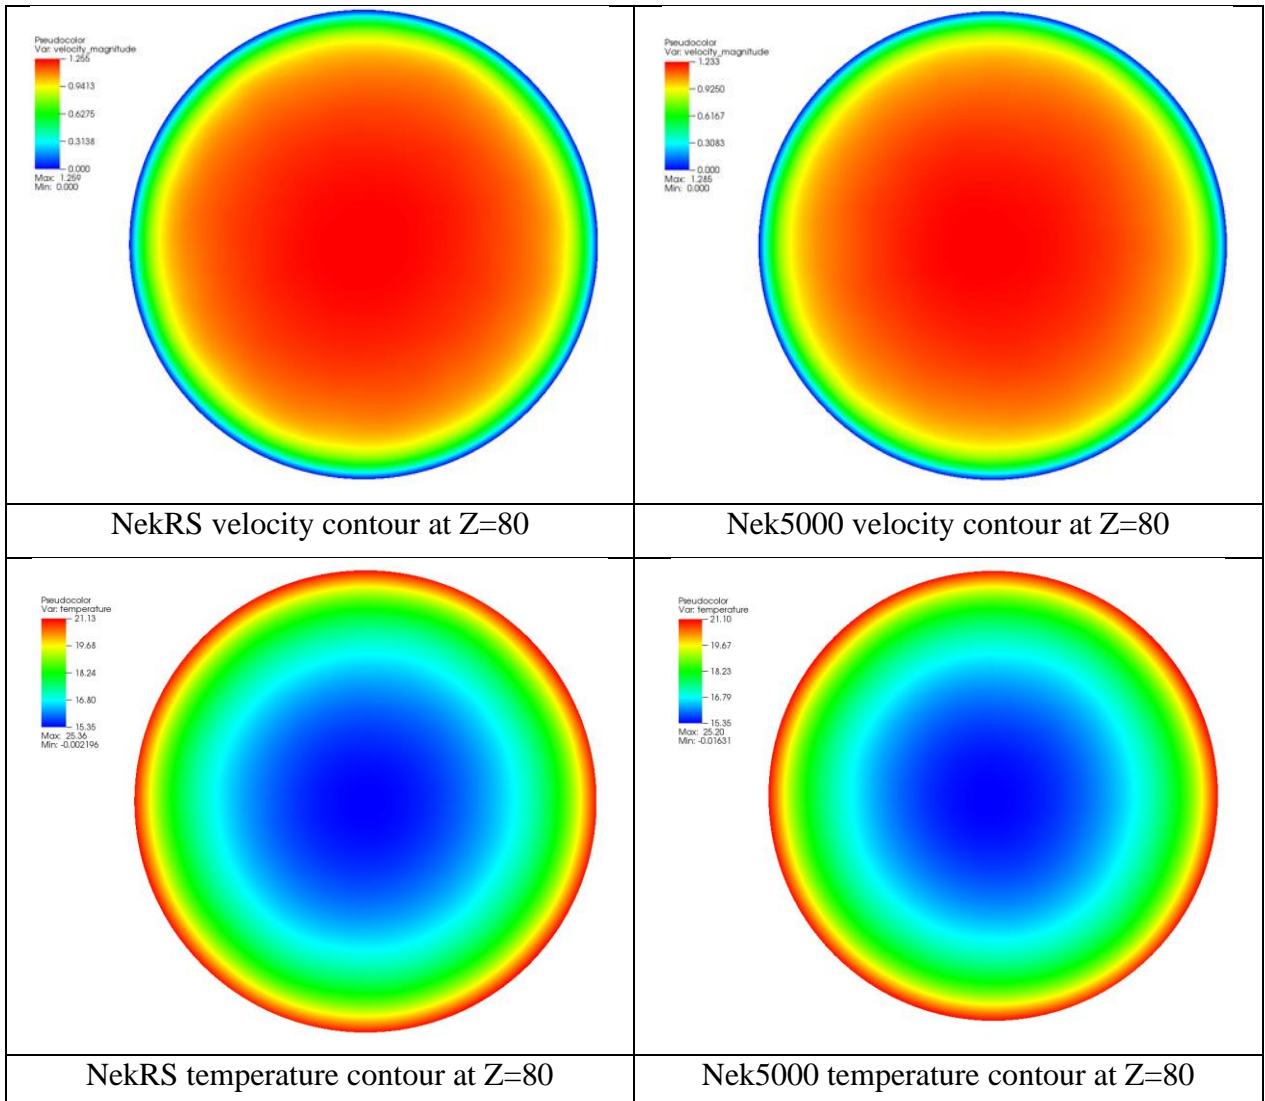 Pseudocolor
Var: velocity_magnitude
1.255
0.9413
0.6275
0.3138
0.000
Max: 1.259
Min: 0.000
Pseudocolor
Var: velocity_magnitude
1.233
0.9250
0.6167
0.3083
0.000
Max: 1.285
Min: 0.000
NekRS velocity contour at Z=80
Nek5000 velocity contour at Z=80
Pseudocolor
Var: temperature
21.13
19.68
18.24
16.80
15.35
Max: 25.36
Min: -0.002196
Pseudocolor
Var: temperature
21.10
19.67
18.23
16.79
15.35
Max: 25.20
Min: -0.01631
NekRS temperature contour at Z=80
Nek5000 temperature contour at Z=80